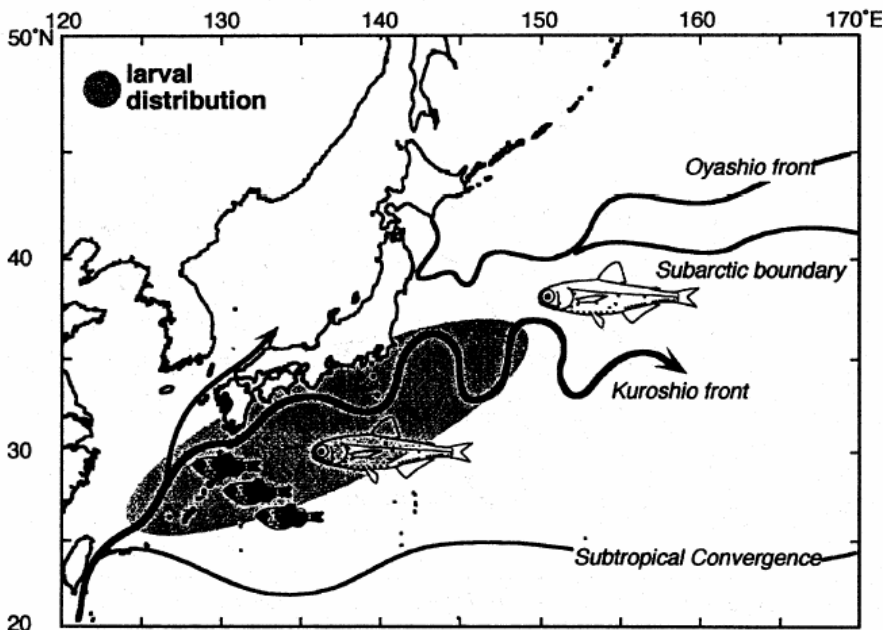 120 130 140 150 160 170°E
50°N
larval
distribution
Oyashio front
40
Subarctic boundary
Kuroshio front
30
Subtropical Convergence
20